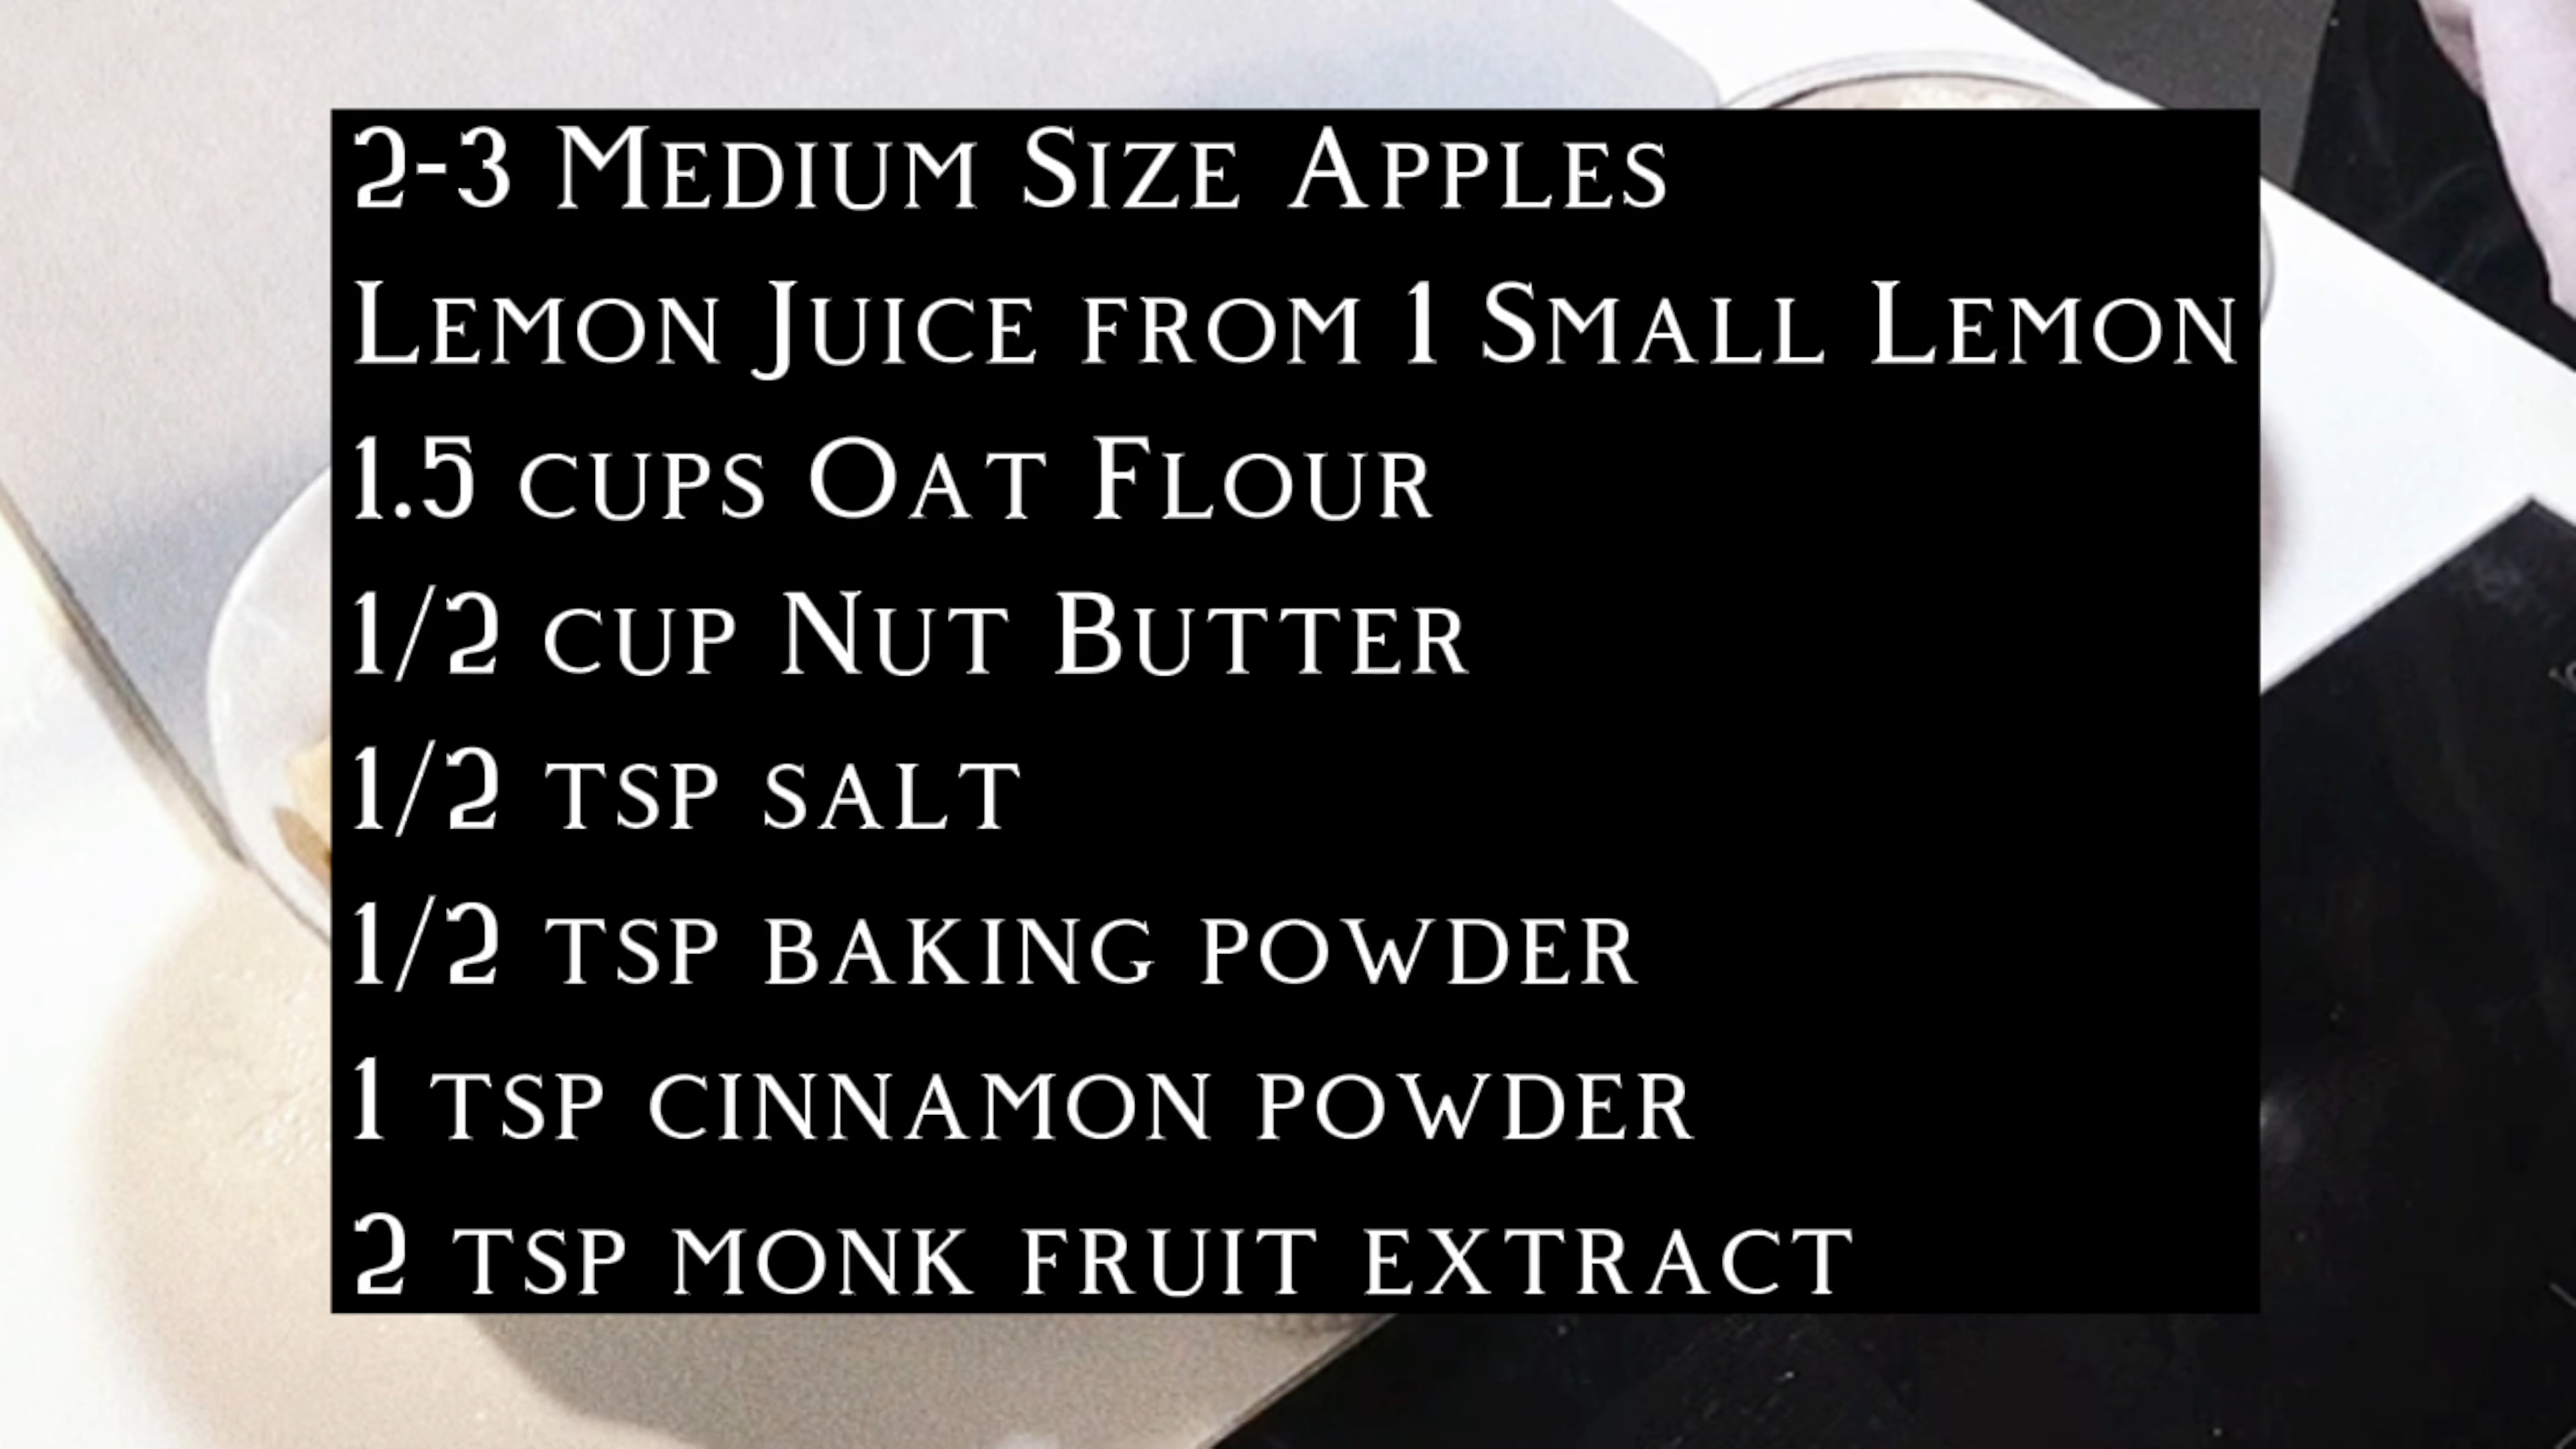 2-3 Medium Size Apples
Lemon Juice from 1 Small Lemon
1.5 cups Oat Flour
1/2 cup Nut Butter
1/2 tsp salt
1/2 tsp baking powder
1 tsp cinnamon powder
2 tsp monk fruit extract